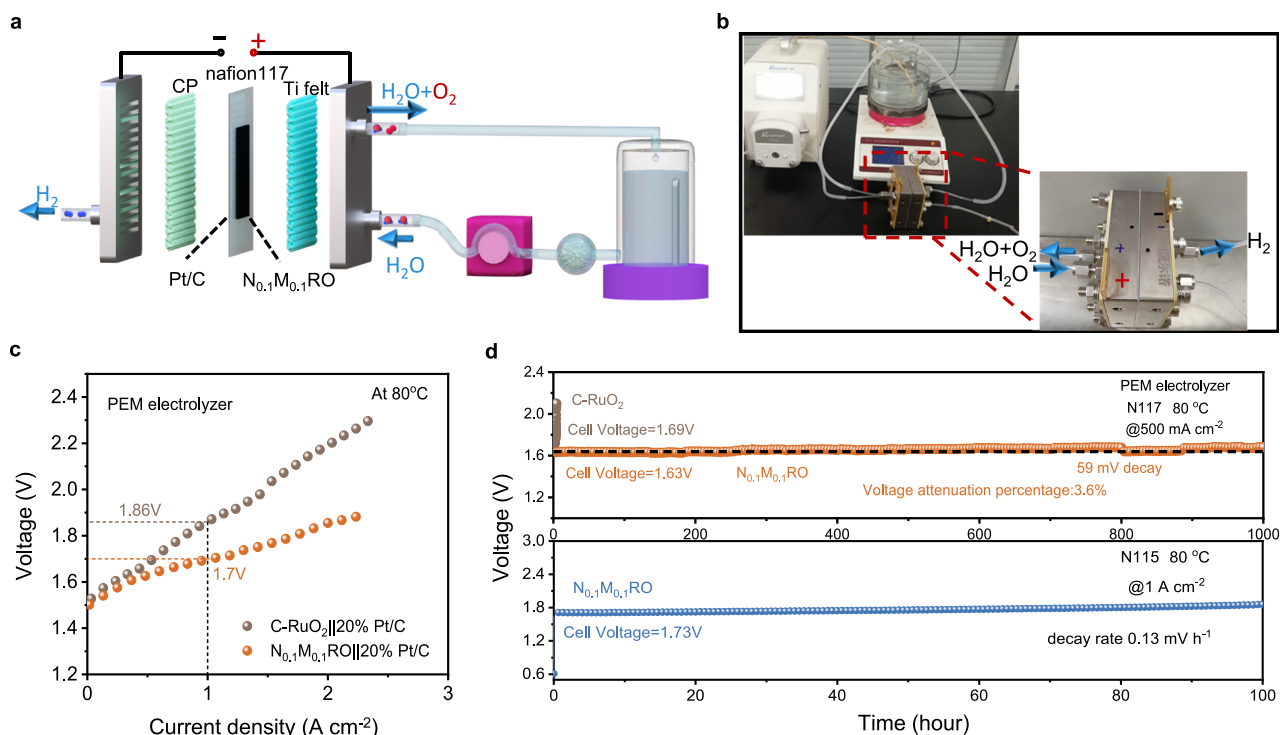 a
− +
nafion117
CP
Ti felt
H₂O+O₂
H₂
H₂O
Pt/C
N₀.₁M₀.₁RO
b
H₂O+O₂
H₂O
H₂
+
-
+
-
c
At 80°C
PEM electrolyzer
1.86V
1.7V
C-RuO₂||20% Pt/C
N₀.₁M₀.₁RO||20% Pt/C
2.4
2.2
2.0
1.8
1.6
1.4
1.2
0 1 2 3
Voltage (V)
Current density (A cm⁻²)
d
2.4
2.0
1.6
1.2
C-RuO₂
Cell Voltage=1.69V
PEM electrolyzer
N117 80 °C
@500 mA cm⁻²
Cell Voltage=1.63V
N₀.₁M₀.₁RO
59 mV decay
Voltage attenuation percentage:3.6%
0 200 400 600 800 1000
Voltage (V)
3.0
2.4
1.8
1.2
0.6
N₀.₁M₀.₁RO
Cell Voltage=1.73V
N115 80 °C
@1 A cm⁻²
decay rate 0.13 mV h⁻¹
0 20 40 60 80 100
Time (hour)